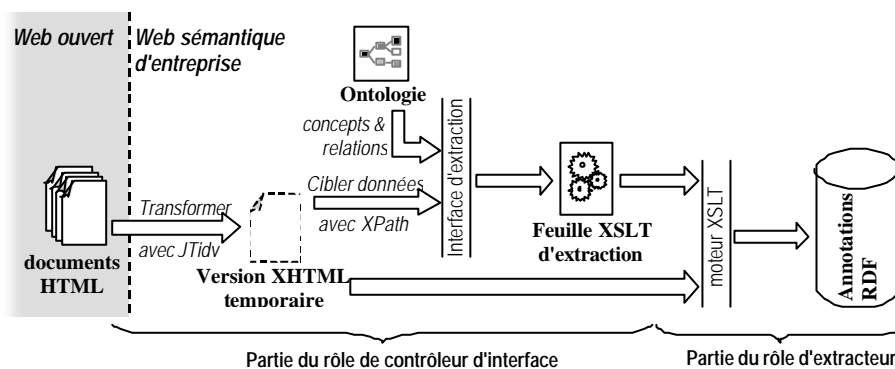 Web ouvert
Web sémantique
d'entreprise
Ontologie
concepts &
relations
Interface d'extraction
Cibler données
avec XPath
Transformer
avec JTidy
documents
HTML
Version XHTML
temporaire
Feuille XSLT
d'extraction
moteur XSLT
Annotations
RDF
Partie du rôle de contrôleur d'interface
Partie du rôle d'extracteur